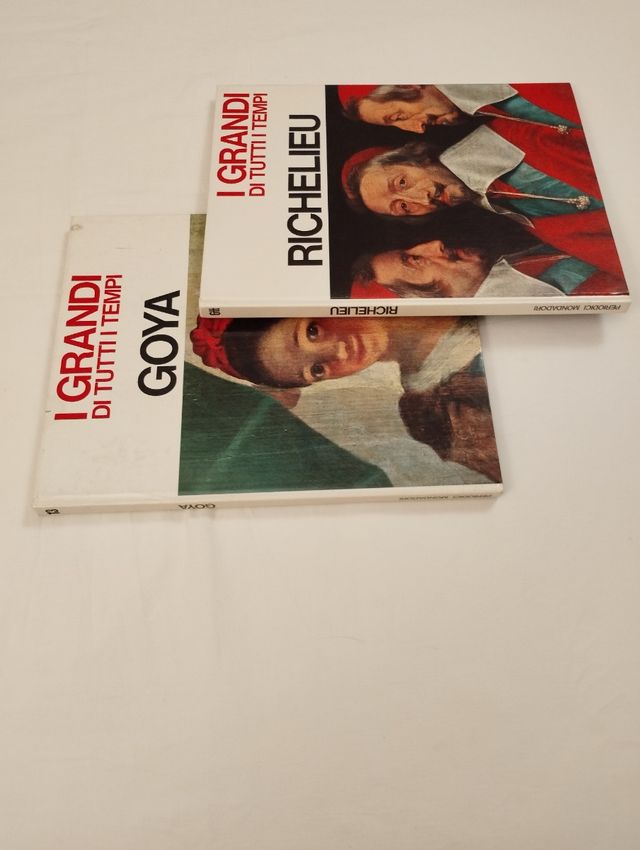 I GRANDI
DI TUTTI I TEMPI
RICHELIEU
RICHELIEU
PERIODICI MONDADORI
I GRANDI
DI TUTTI I TEMPI
GOYA
GOYA
PERIODICI MONDADORI